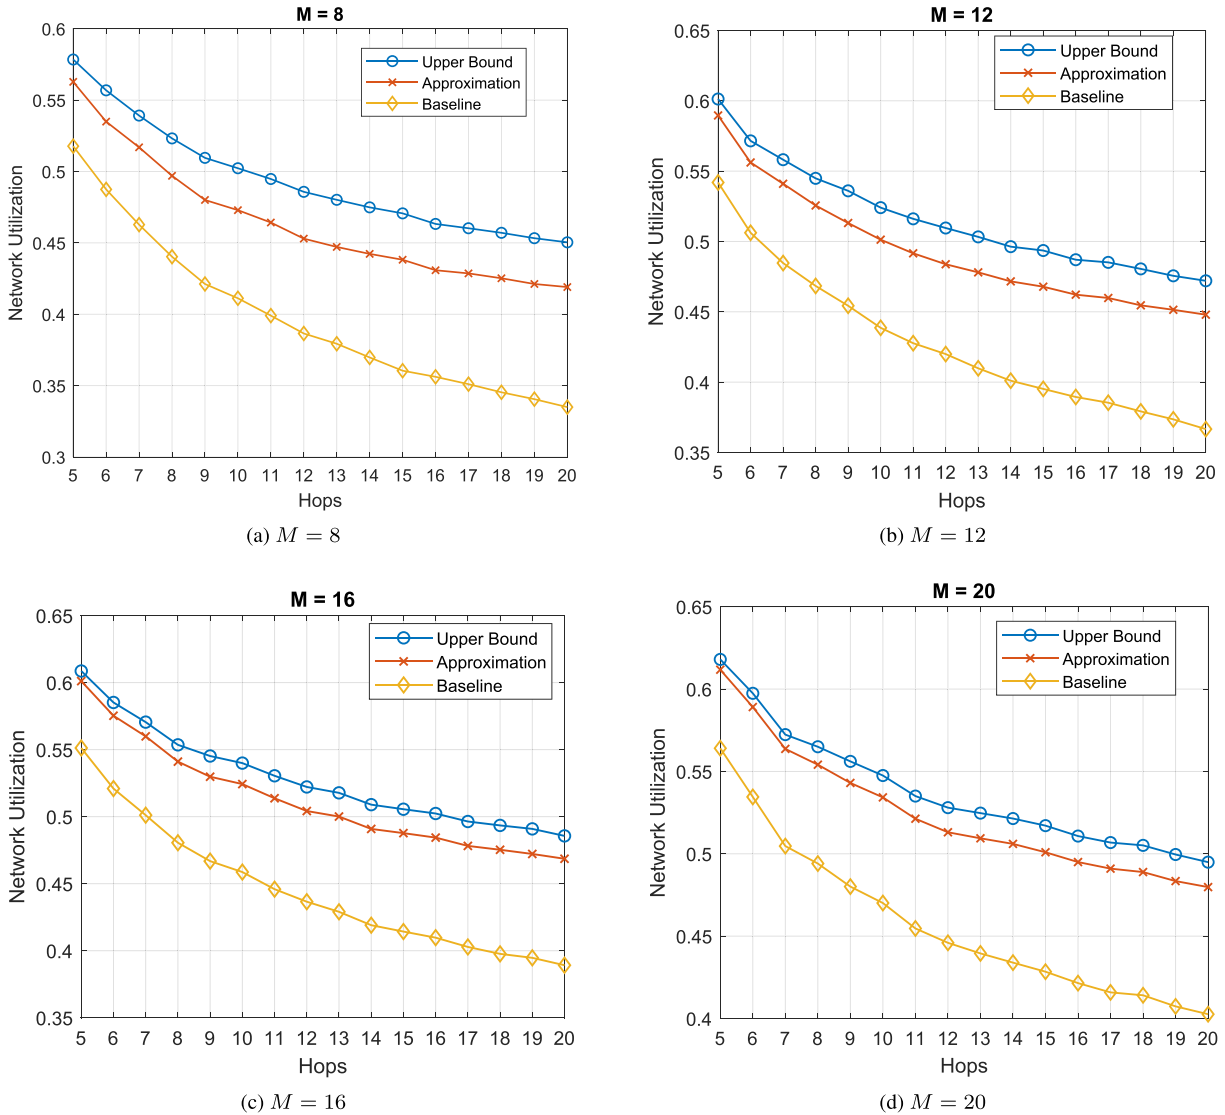 M = 8
0.6
0.55
0.5
0.45
0.4
0.35
0.3
Network Utilization
Upper Bound
Approximation
Baseline
5 6 7 8 9 10 11 12 13 14 15 16 17 18 19 20
Hops
(a) M = 8
M = 12
0.65
0.6
0.55
0.5
0.45
0.4
0.35
Network Utilization
Upper Bound
Approximation
Baseline
5 6 7 8 9 10 11 12 13 14 15 16 17 18 19 20
Hops
(b) M = 12
M = 16
0.65
0.6
0.55
0.5
0.45
0.4
0.35
Network Utilization
Upper Bound
Approximation
Baseline
5 6 7 8 9 10 11 12 13 14 15 16 17 18 19 20
Hops
(c) M = 16
M = 20
0.65
0.6
0.55
0.5
0.45
0.4
Network Utilization
Upper Bound
Approximation
Baseline
5 6 7 8 9 10 11 12 13 14 15 16 17 18 19 20
Hops
(d) M = 20